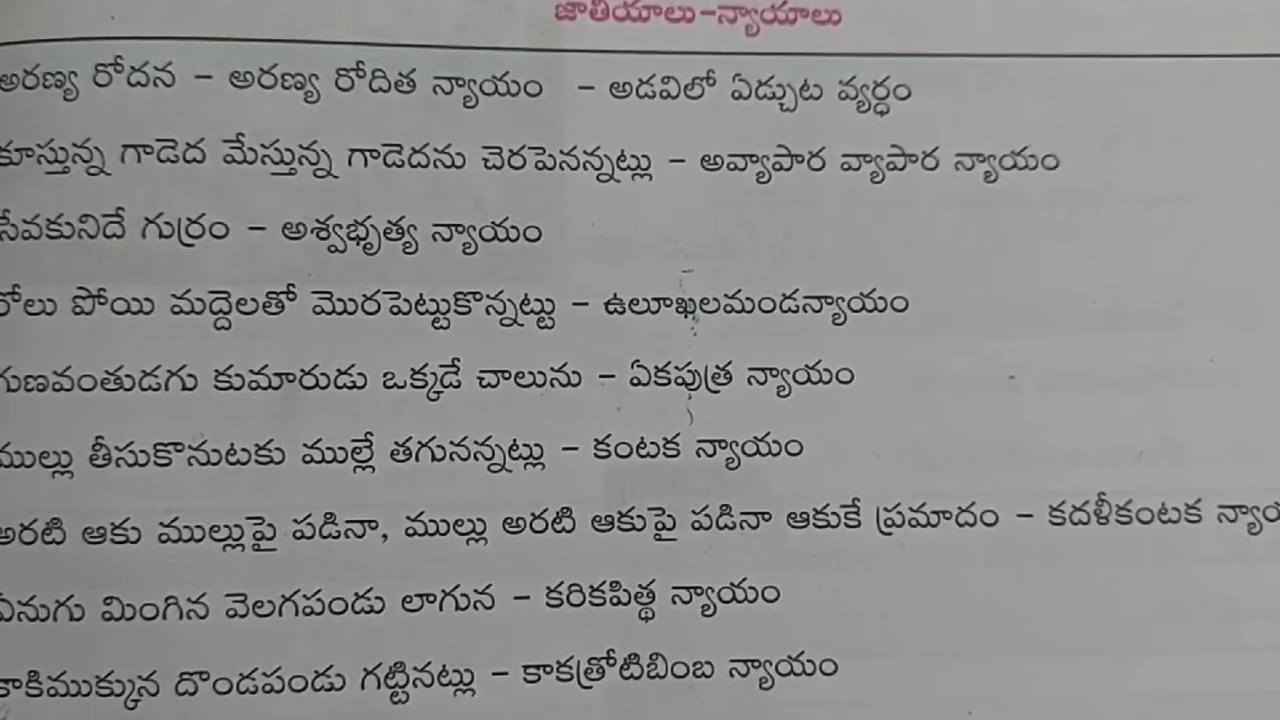 జాతీయాలు-న్యాయాలు
అరణ్య రోదన – అరణ్య రోదిత న్యాయం – అడవిలో ఏడ్చుట వ్యర్ధం
కూస్తున్న గాడెద మేస్తున్న గాడెదను చెరపెనన్నట్లు – అవ్యాపార వ్యాపార న్యాయం
సేవకునిదే గుర్రం – అశ్వభృత్య న్యాయం
రోలు పోయి మద్దెలతో మొరపెట్టుకొన్నట్టు – ఉలూఖలమండన్యాయం
గుణవంతుడగు కుమారుడు ఒక్కడే చాలును – ఏకపుత్ర న్యాయం
ముల్లు తీసుకొనుటకు ముల్లే తగునన్నట్లు – కంటక న్యాయం
అరటి ఆకు ముల్లుపై పడినా, ముల్లు అరటి ఆకుపై పడినా ఆకుకే ప్రమాదం – కదళీకంటక
ఏనుగు మింగిన వెలగపండు లాగున – కరికపిత్థ న్యాయం
కాకిముక్కున దొండపండు గట్టినట్లు – కాకత్రోటిబింబ న్యాయం